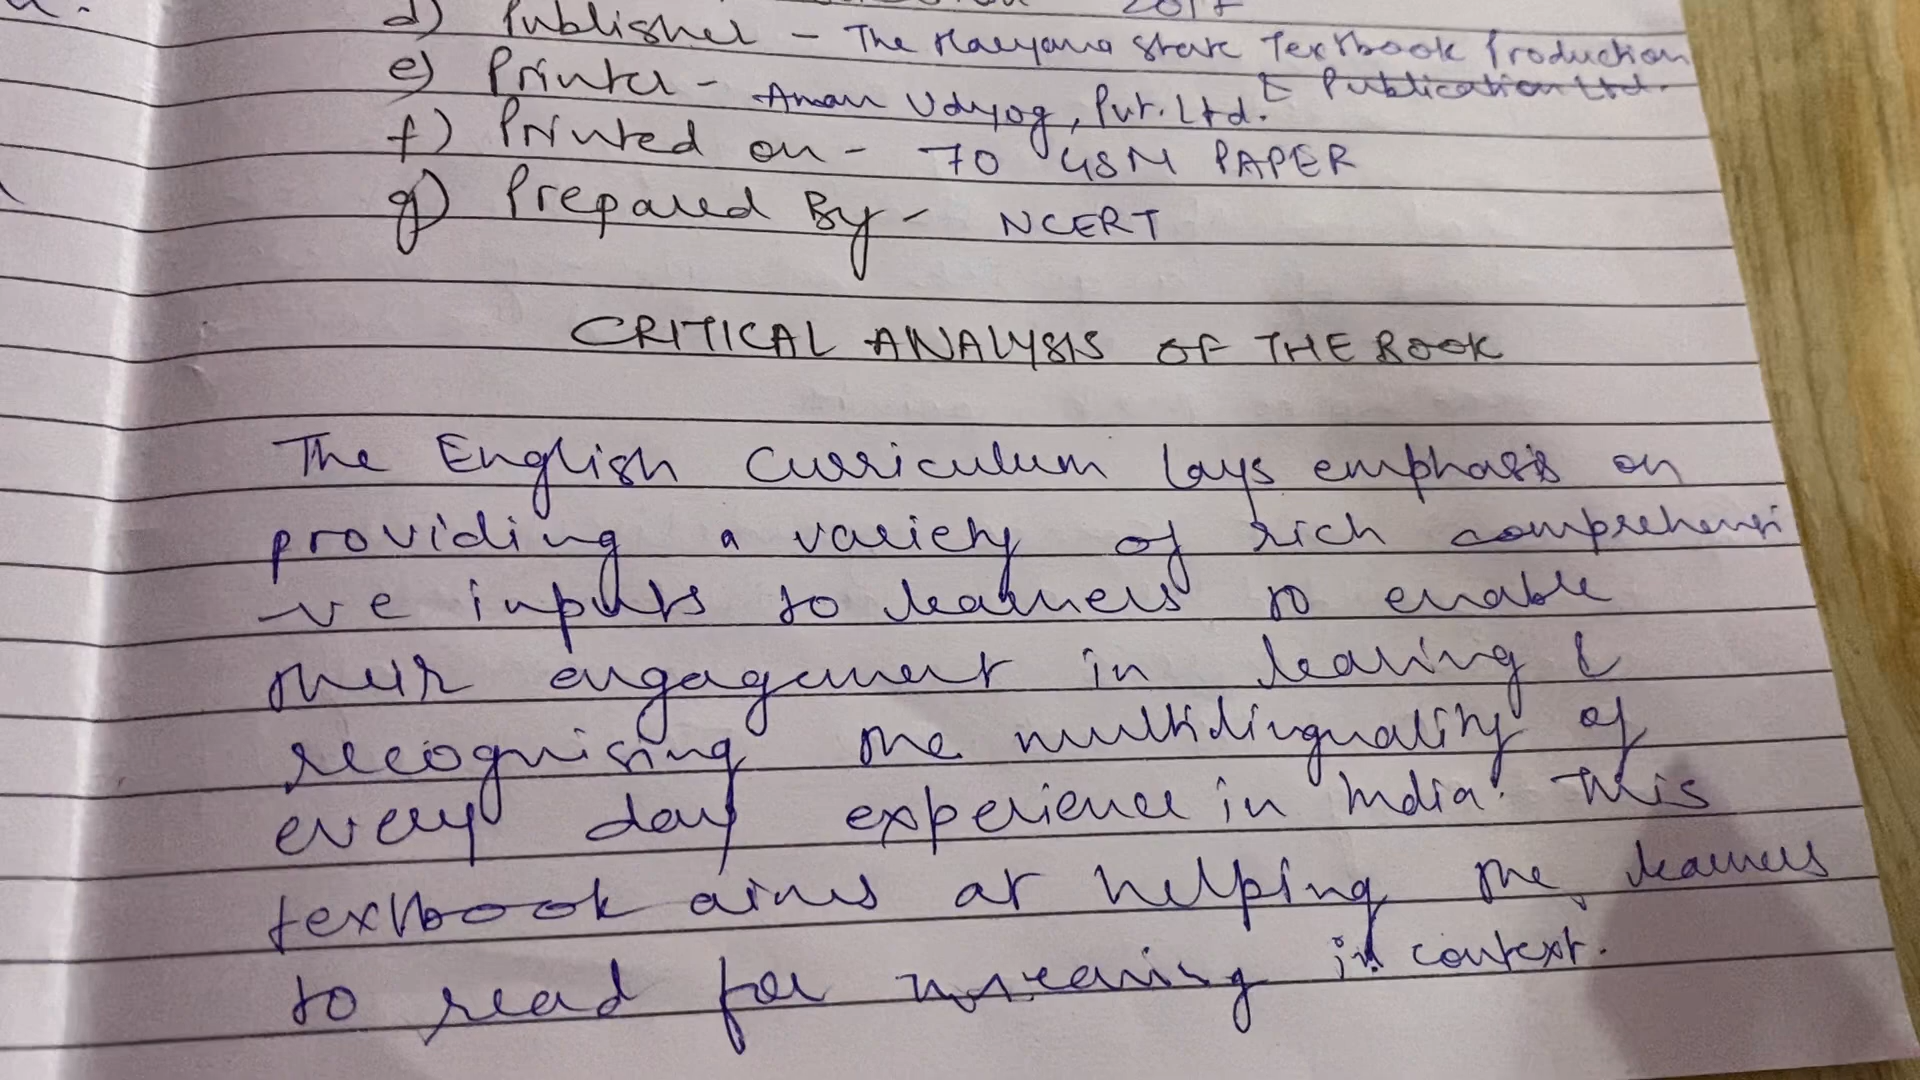 2017
d) Publisher - The Haryana State Textbook Production
& Publication Ltd.
e) Printer - Aman Udyog, Pvt. Ltd.
f) Printed on - 70 GSM PAPER
g) Prepared By - NCERT
CRITICAL ANALYSIS OF THE BOOK
The English Curriculum lays emphasis on
providing a variety of rich comprehensi
-ve inputs to learners to enable
their engagement in learing &
recognising the multilinguality of
every day experience in India. This
textbook aims at helping the learners
to read for meaning in context.